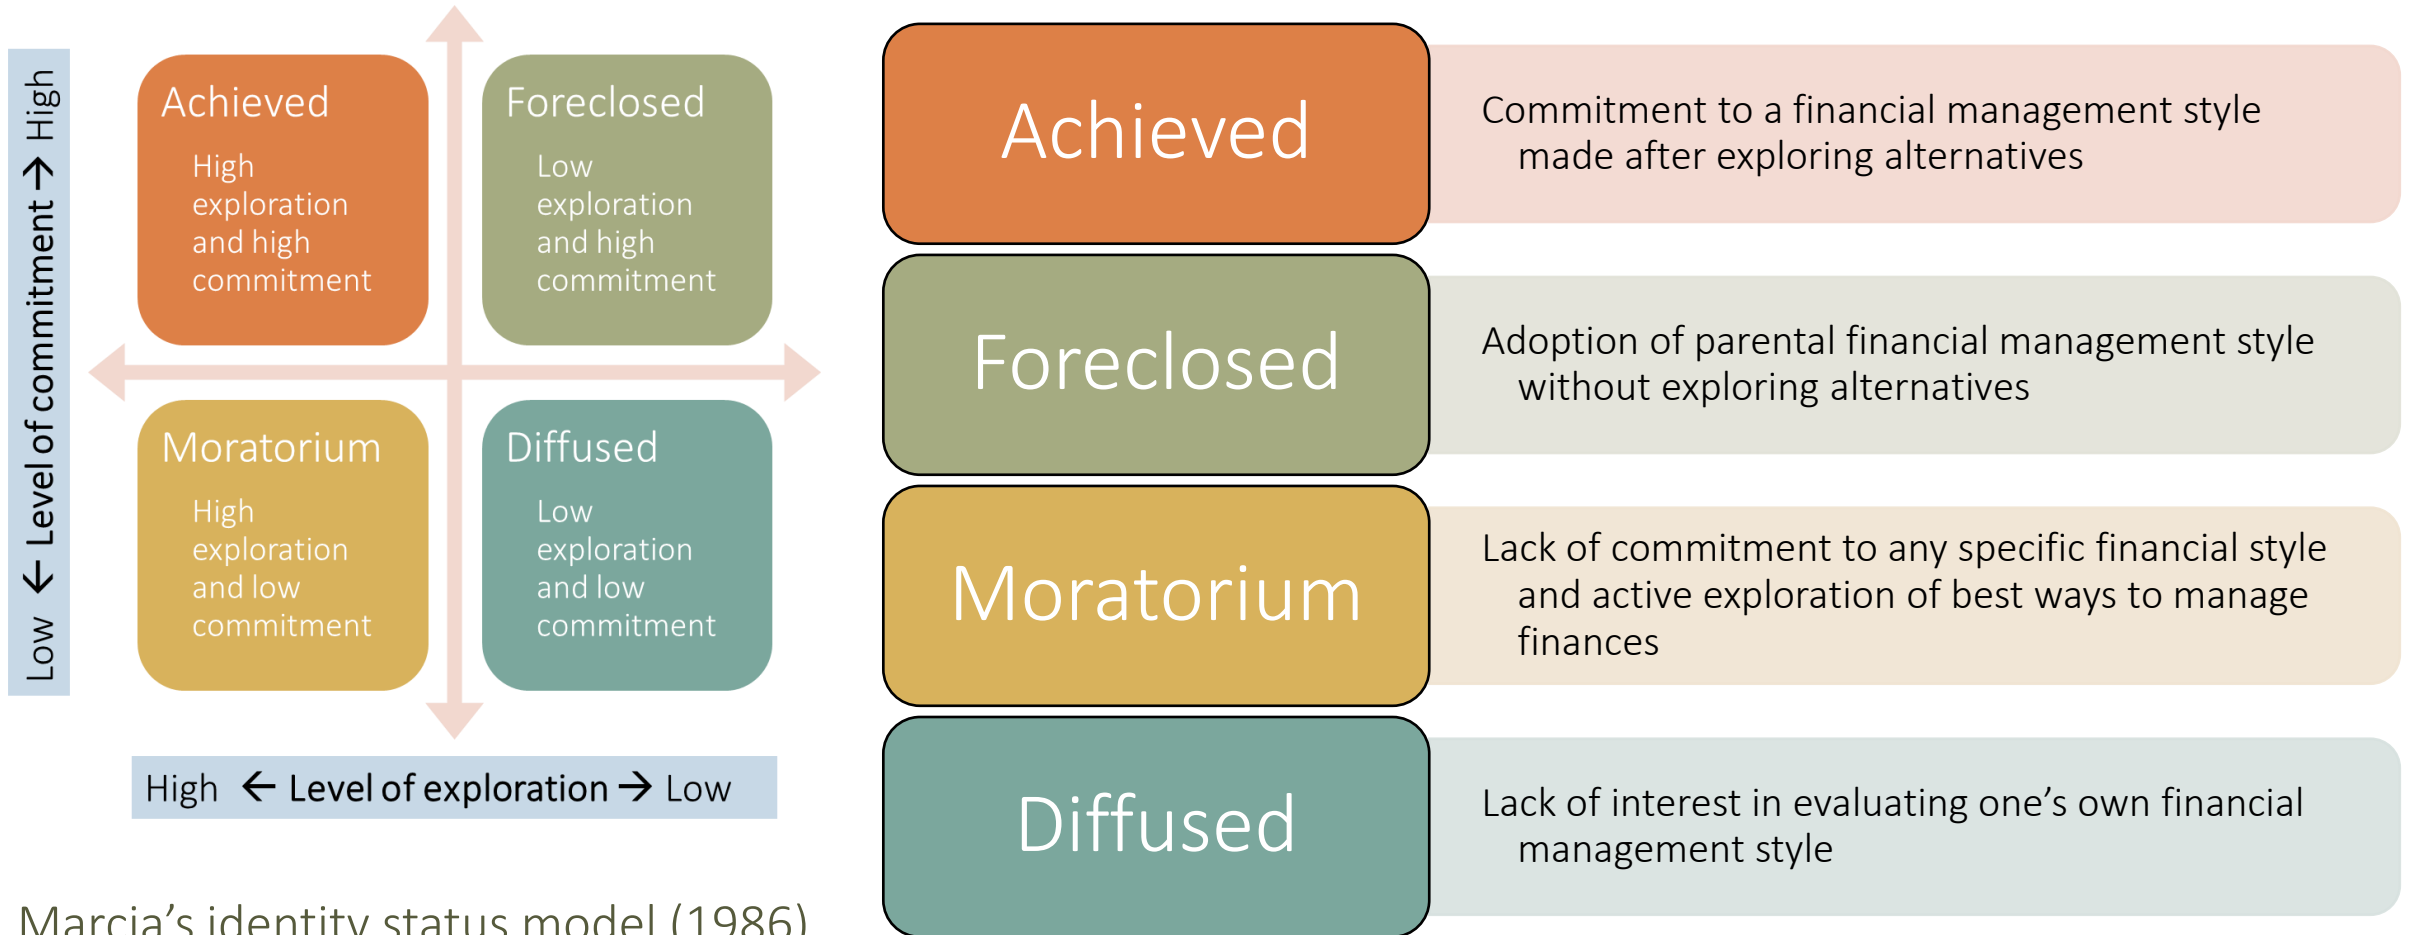 Low ← Level of commitment → High
Achieved
High
exploration
and high
commitment
Foreclosed
Low
exploration
and high
commitment
Moratorium
High
exploration
and low
commitment
Diffused
Low
exploration
and low
commitment
High ← Level of exploration → Low
Marcia’s identity status model (1986)
Achieved
Commitment to a financial management style
made after exploring alternatives
Foreclosed
Adoption of parental financial management style
without exploring alternatives
Moratorium
Lack of commitment to any specific financial style
and active exploration of best ways to manage
finances
Diffused
Lack of interest in evaluating one’s own financial
management style